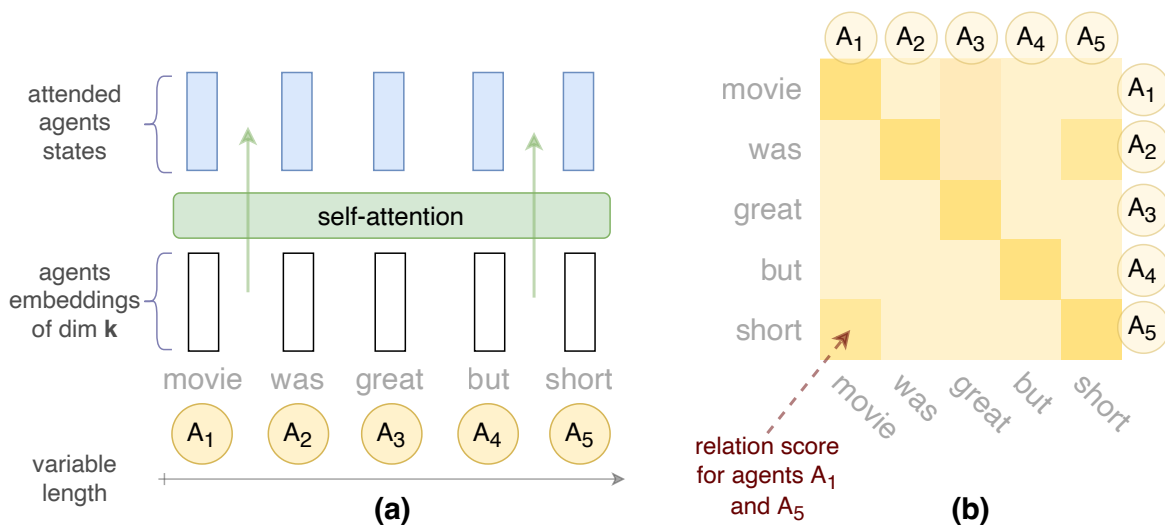 attended
agents
states
self-attention
agents
embeddings
of dim k
movie was great but short
A1 A2 A3 A4 A5
variable
length
(a)
A1 A2 A3 A4 A5
movie A1
was A2
great A3
but A4
short A5
movie was great but short
relation score
for agents A1
and A5
(b)